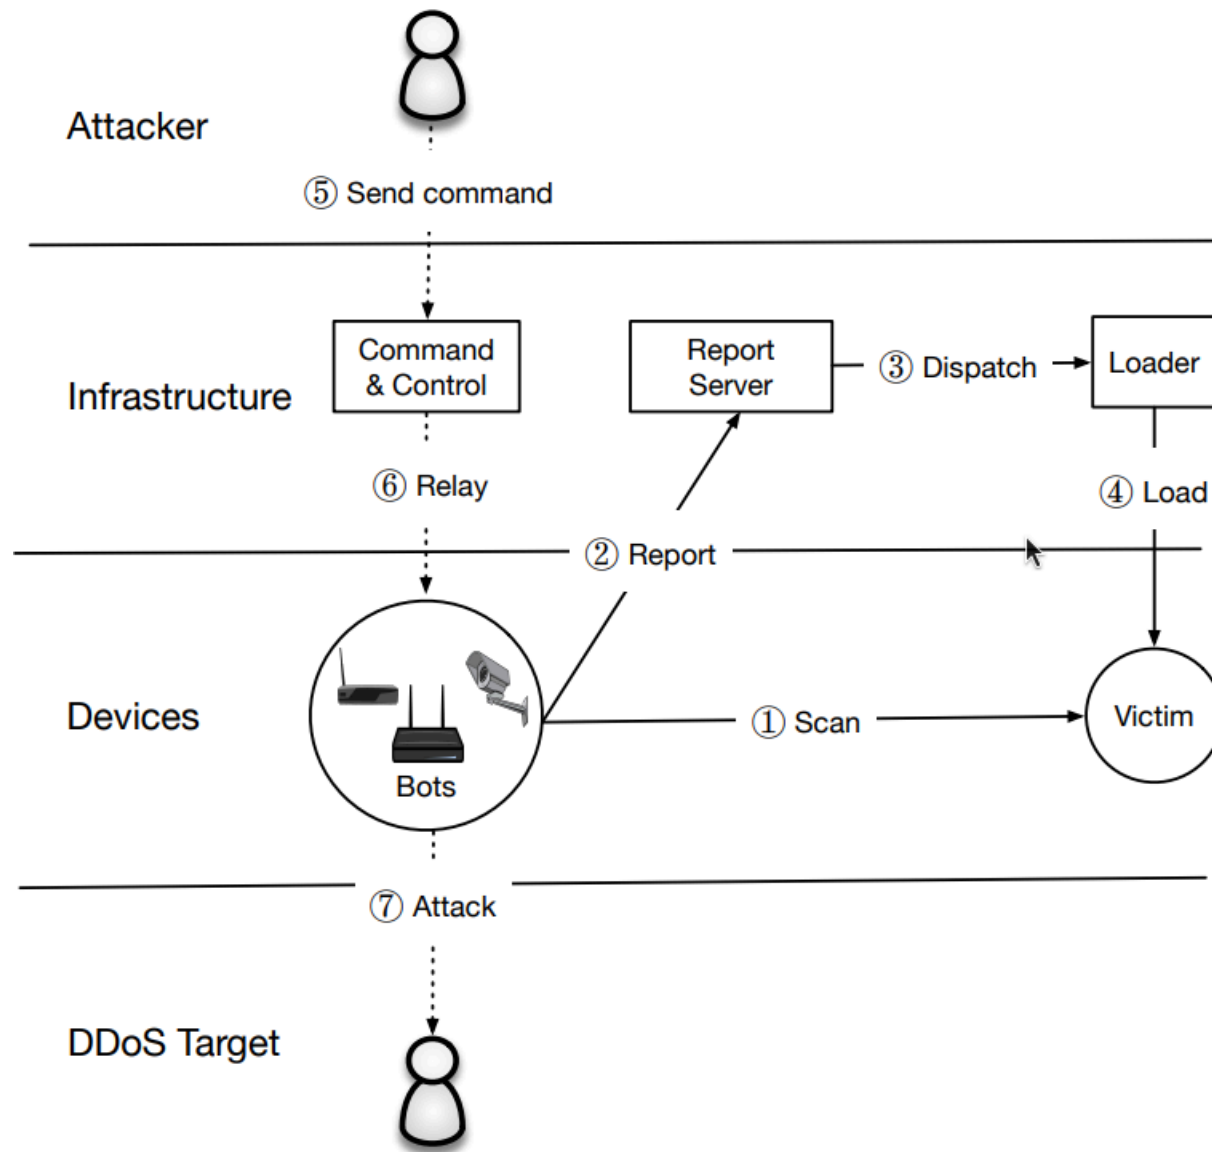 Attacker
⑤ Send command
Infrastructure
Command
& Control
Report
Server
③ Dispatch
Loader
⑥ Relay
④ Load
② Report
Devices
Bots
① Scan
Victim
⑦ Attack
DDoS Target